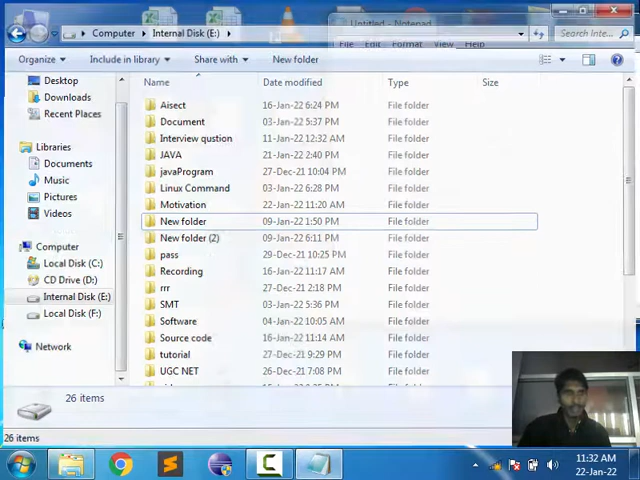 Untitled - Notepad
Computer Internal Disk (E:)
Search Inte...
File Edit Format View Help
Organize Include in library Share with New folder
Name Date modified Type Size
Desktop
Downloads
Recent Places
Libraries
Documents
Music
Pictures
Videos
Computer
Local Disk (C:)
CD Drive (D:)
Internal Disk (E:)
Local Disk (F:)
Network
Aisect 16-Jan-22 6:24 PM File folder
Document 03-Jan-22 5:37 PM File folder
Interview qustion 11-Jan-22 12:32 AM File folder
JAVA 21-Jan-22 2:40 PM File folder
javaProgram 27-Dec-21 10:04 PM File folder
Linux Command 03-Jan-22 6:28 PM File folder
Motivation 22-Jan-22 11:20 AM File folder
New folder 09-Jan-22 1:50 PM File folder
New folder (2) 09-Jan-22 6:11 PM File folder
pass 29-Dec-21 10:25 PM File folder
Recording 16-Jan-22 11:17 AM File folder
rrr 27-Dec-21 2:18 PM File folder
SMT 03-Jan-22 5:36 PM File folder
Software 04-Jan-22 10:05 AM File folder
Source code 16-Jan-22 11:14 AM File folder
tutorial 27-Dec-21 9:29 PM File folder
UGC NET 26-Dec-21 7:08 PM File folder
26 items
26 items
11:32 AM
22-Jan-22